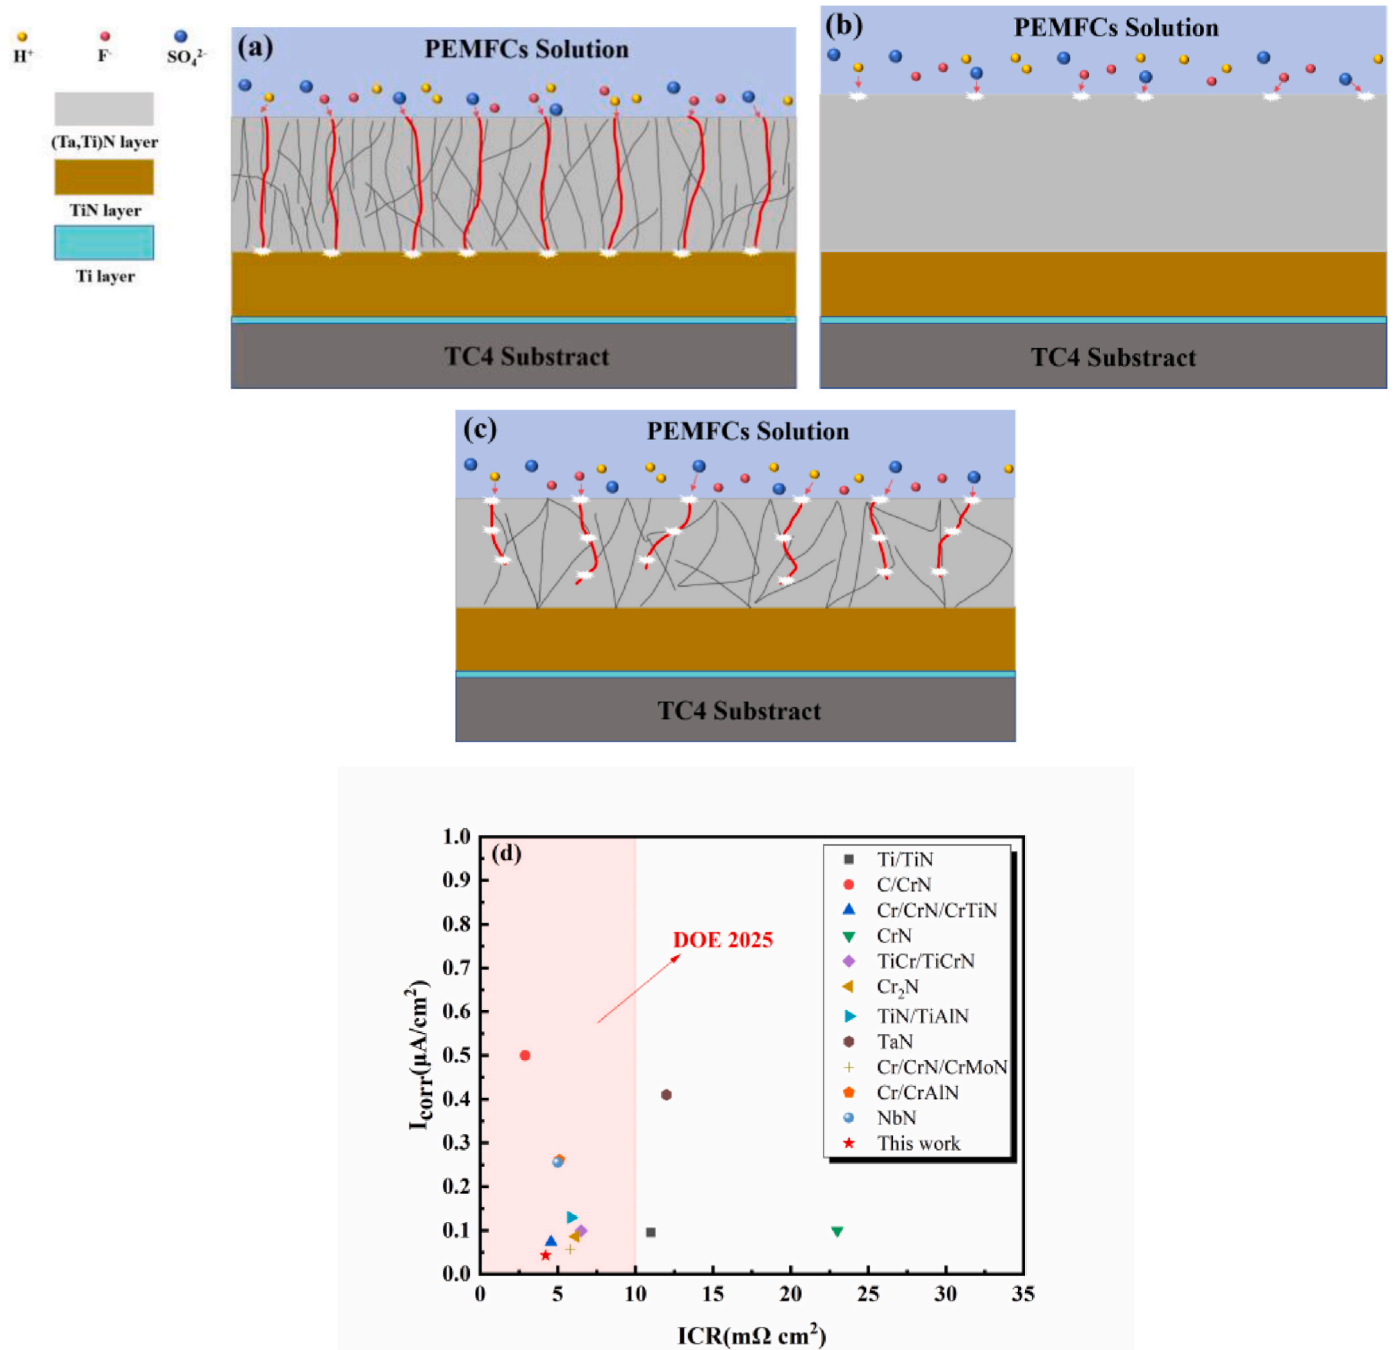 H⁺ F⁻ SO₄²⁻
(Ta,Ti)N layer
TiN layer
Ti layer
(a)
PEMFCs Solution
TC4 Substract
(b)
PEMFCs Solution
TC4 Substract
(c)
PEMFCs Solution
TC4 Substract
(d)
DOE 2025
Ti/TiN
C/CrN
Cr/CrN/CrTiN
CrN
TiCr/TiCrN
Cr₂N
TiN/TiAlN
TaN
Cr/CrN/CrMoN
Cr/CrAlN
NbN
This work
1.0
0.9
0.8
0.7
0.6
0.5
0.4
0.3
0.2
0.1
0.0
I_corr(μA/cm²)
0 5 10 15 20 25 30 35
ICR(mΩ cm²)